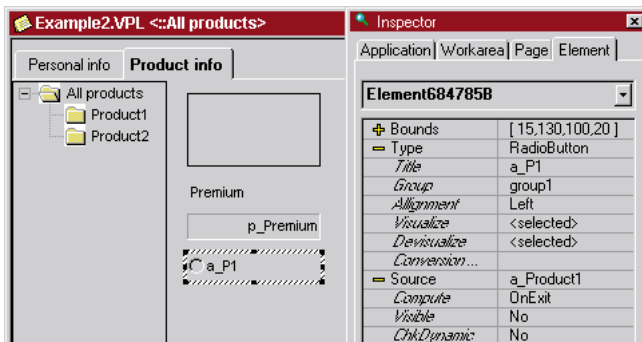 Example2.VPL <::All products>
Personal info Product info
All products
Product1
Product2
Premium
p_Premium
a_P1
Inspector
Application Workarea Page Element
Element684785B
Bounds [ 15,130,100,20 ]
Type RadioButton
Title a_P1
Group group1
Allignment Left
Visualize <selected>
Devisualize <selected>
Conversion...
Source a_Product1
Compute OnExit
Visible No
ChkDynamic No